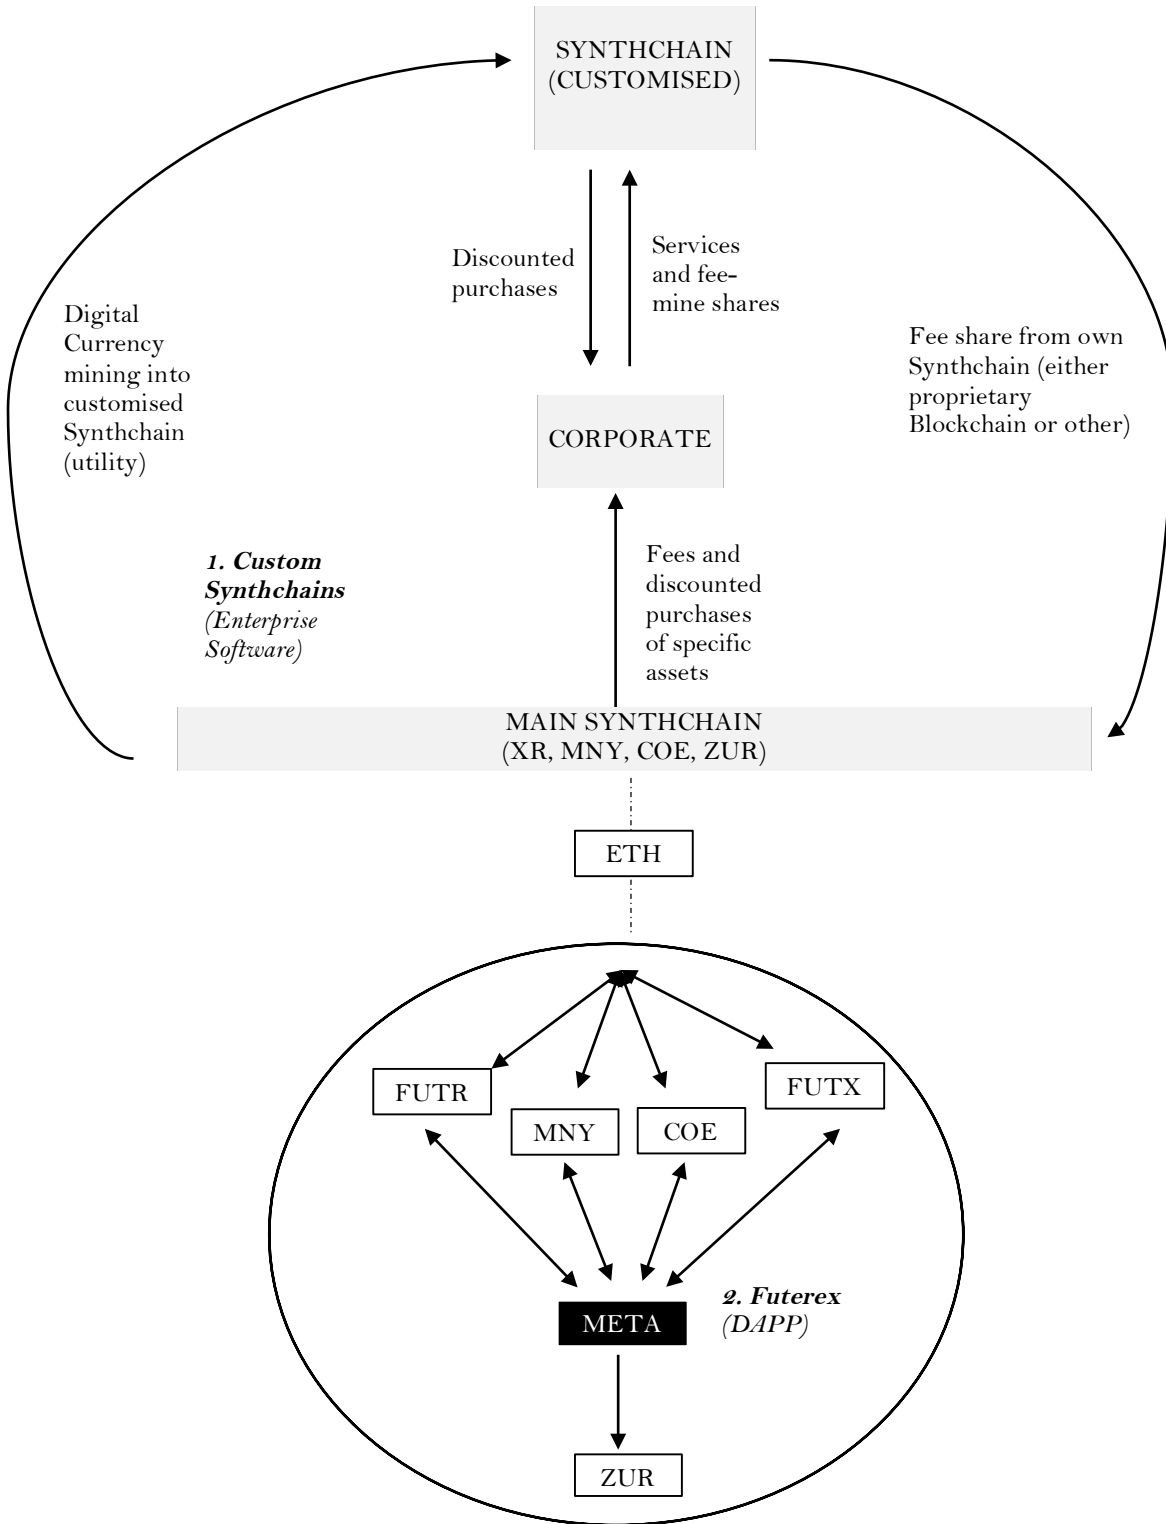 SYNTHCHAIN
(CUSTOMISED)
Discounted
purchases
Services
and fee-
mine shares
Digital
Currency
mining into
customised
Synthchain
(utility)
Fee share from own
Synthchain (either
proprietary
Blockchain or other)
CORPORATE
1. Custom
Synthchains
(Enterprise
Software)
Fees and
discounted
purchases
of specific
assets
MAIN SYNTHCHAIN
(XR, MNY, COE, ZUR)
ETH
FUTR
FUTX
MNY
COE
2. Futerex
(DAPP)
META
ZUR